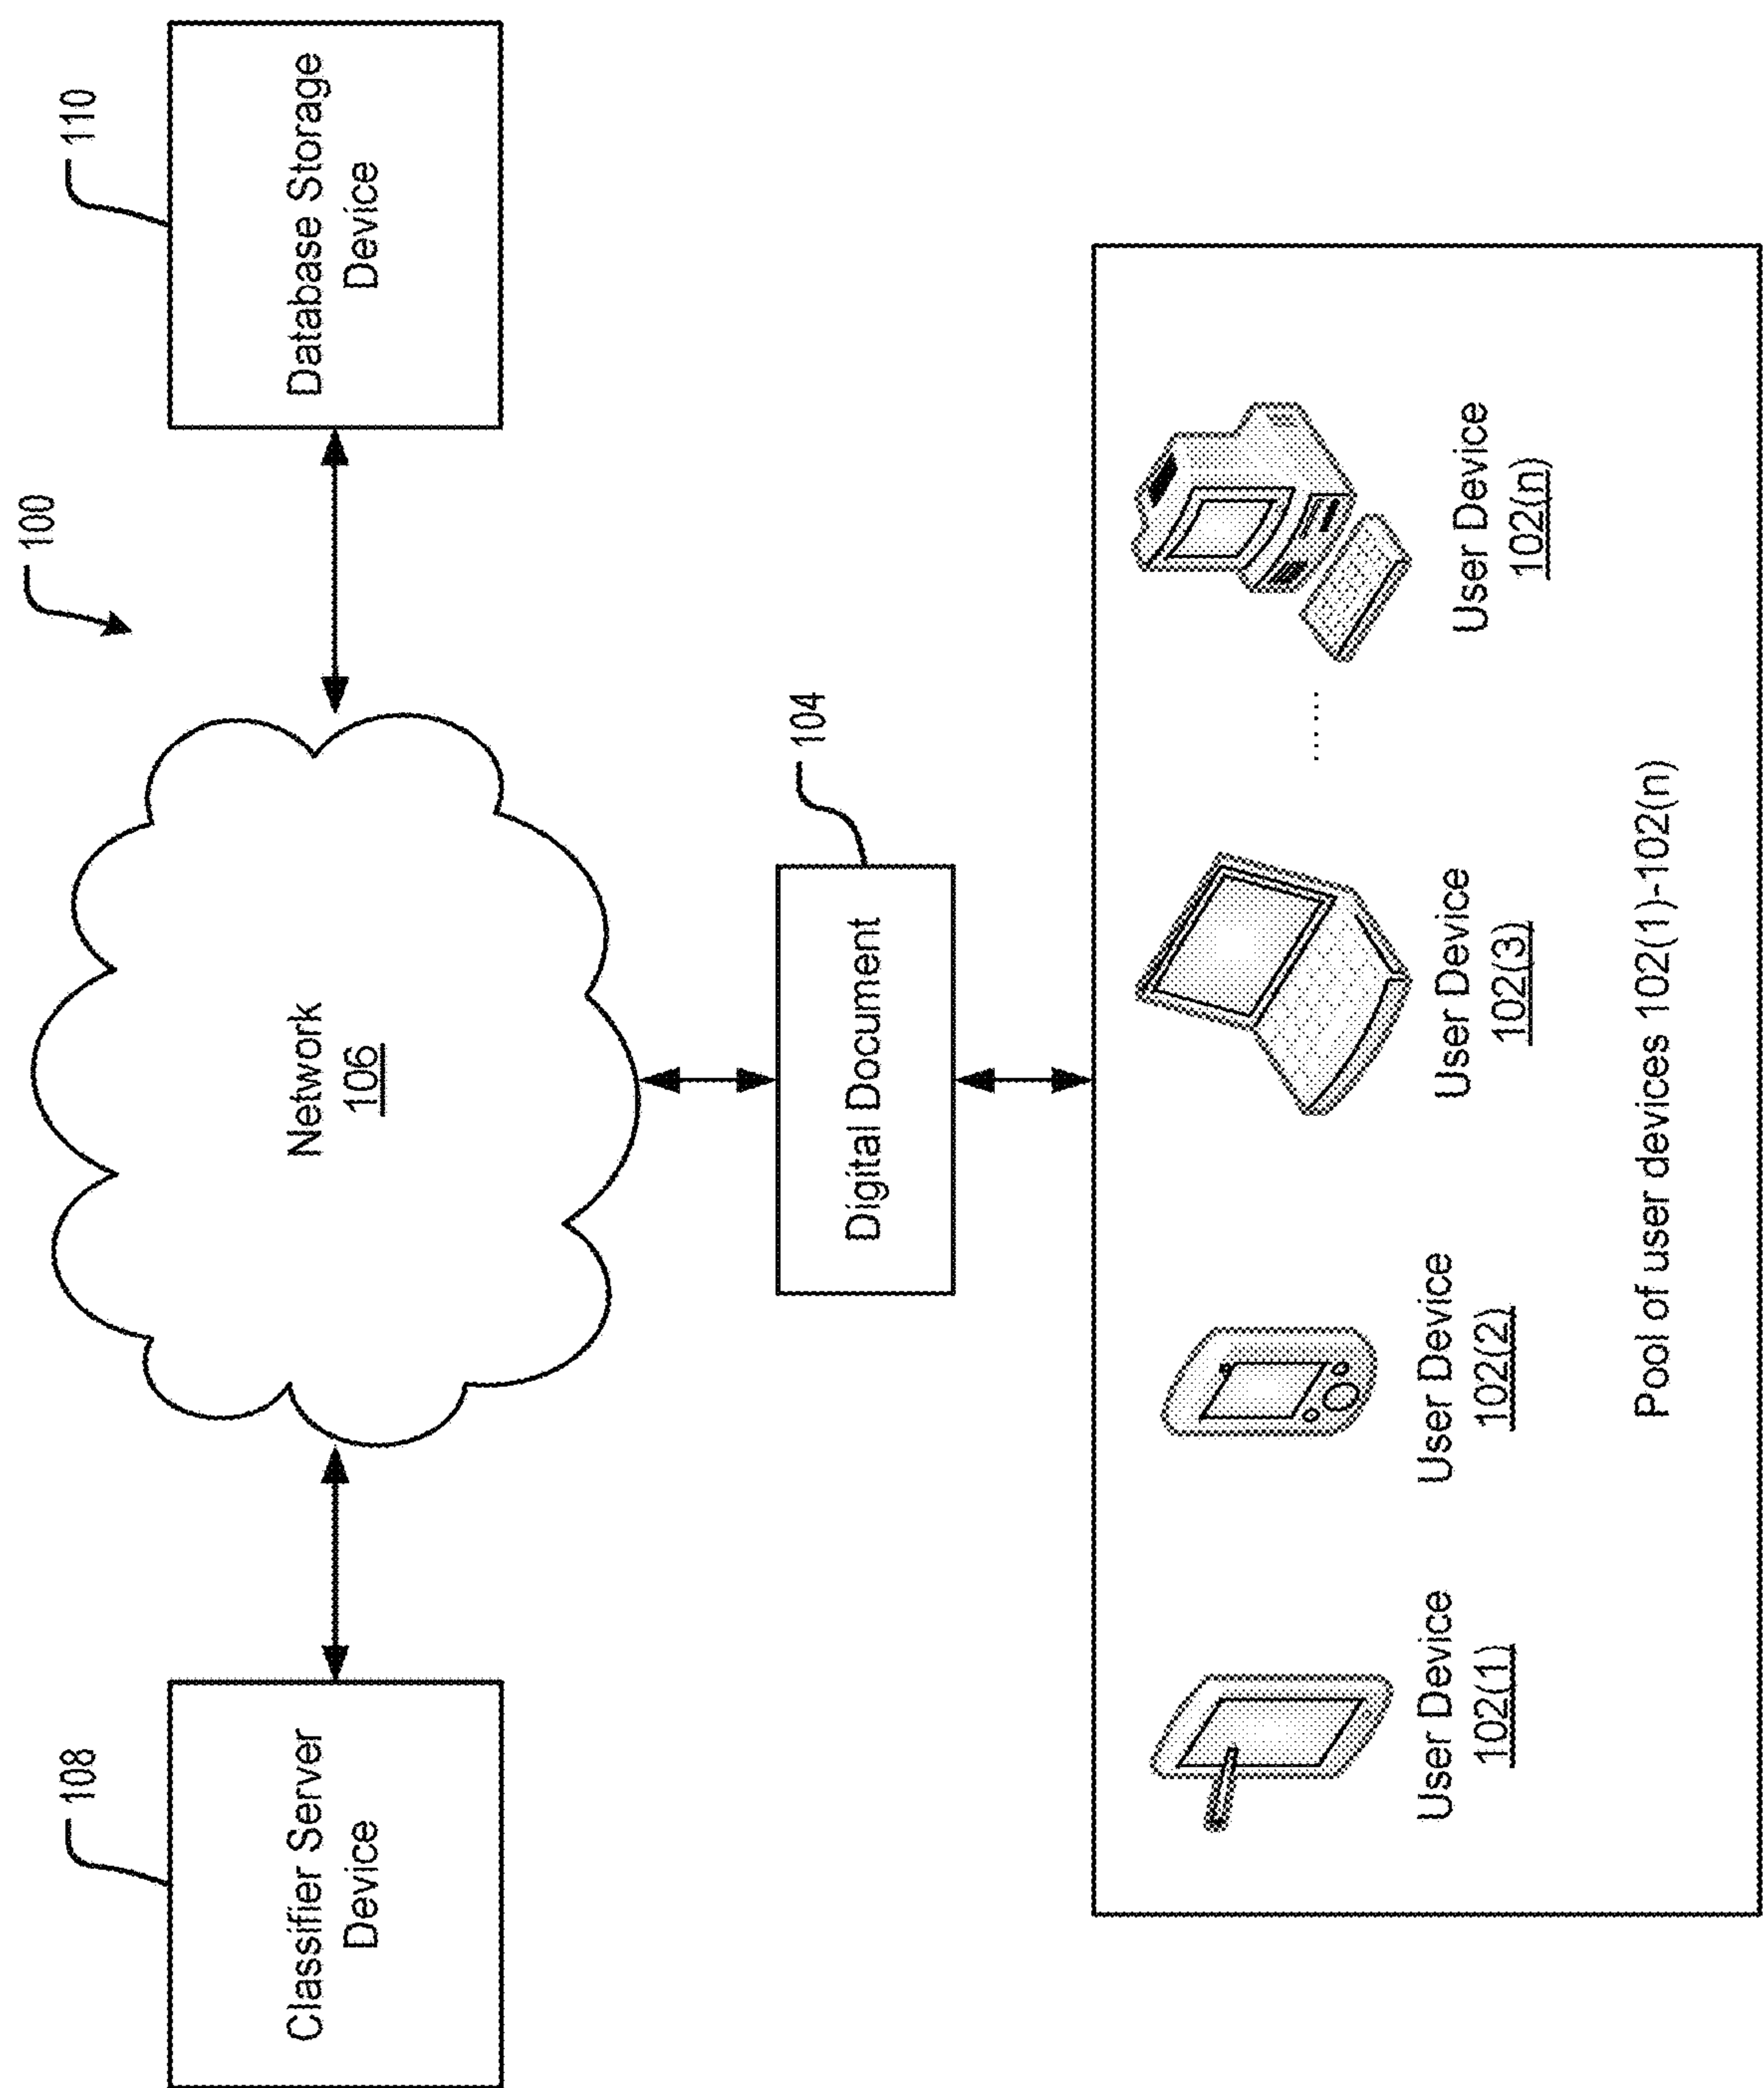 100
108
Classifier Server
Device
Network
106
110
Database Storage
Device
104
Digital Document
User Device
102(1)
User Device
102(2)
User Device
102(3)
......
User Device
102(n)
Pool of user devices 102(1)-102(n)